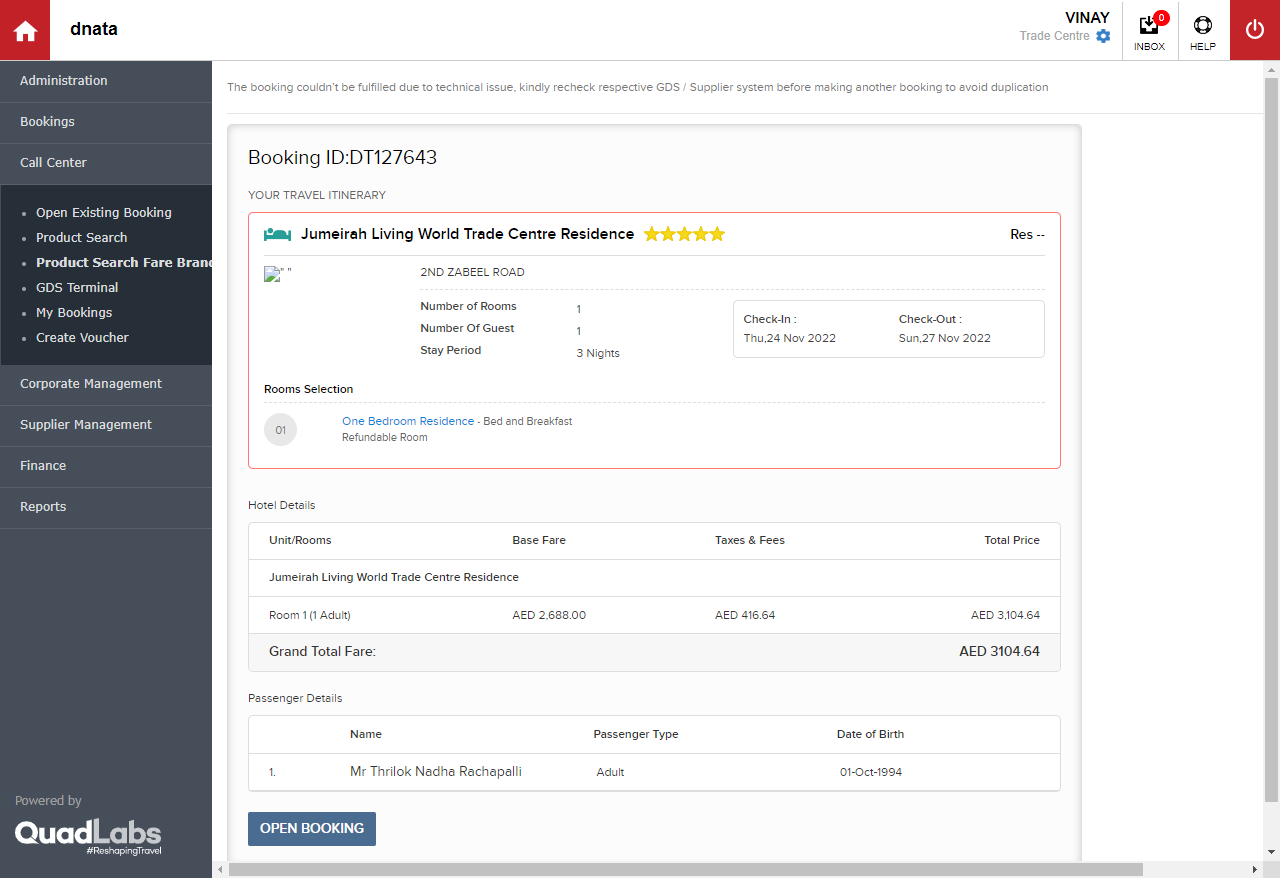 dnata
VINAY
Trade Centre
0
INBOX
HELP
Administration
Bookings
Call Center
Open Existing Booking
Product Search
Product Search Fare Brand
GDS Terminal
My Bookings
Create Voucher
Corporate Management
Supplier Management
Finance
Reports
Powered by
QuadLabs
#ReshapingTravel
The booking couldn't be fulfilled due to technical issue, kindly recheck respective GDS / Supplier system before making another booking to avoid duplication
Booking ID:DT127643
YOUR TRAVEL ITINERARY
Jumeirah Living World Trade Centre Residence
Res --
" "
2ND ZABEEL ROAD
Number of Rooms 1
Number Of Guest 1
Stay Period 3 Nights
Check-In : Check-Out :
Thu,24 Nov 2022 Sun,27 Nov 2022
Rooms Selection
01
One Bedroom Residence - Bed and Breakfast
Refundable Room
Hotel Details
Unit/Rooms Base Fare Taxes & Fees Total Price
Jumeirah Living World Trade Centre Residence
Room 1 (1 Adult) AED 2,688.00 AED 416.64 AED 3,104.64
Grand Total Fare: AED 3104.64
Passenger Details
Name Passenger Type Date of Birth
1. Mr Thrilok Nadha Rachapalli Adult 01-Oct-1994
OPEN BOOKING